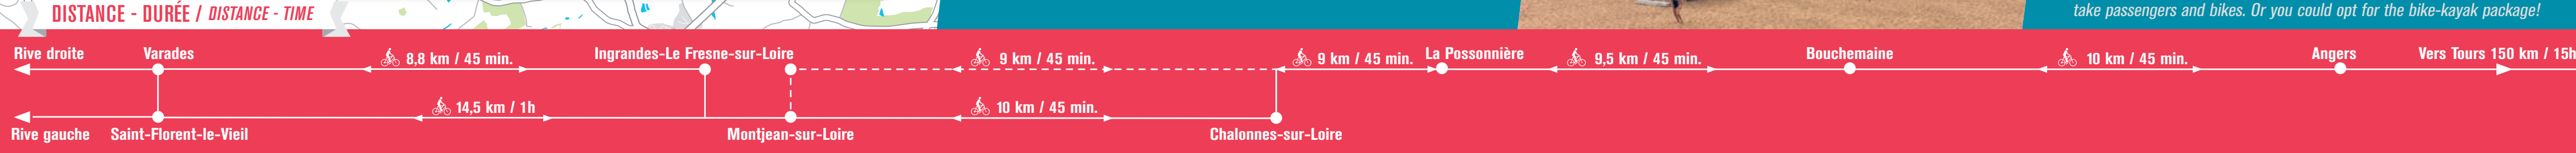 DISTANCE - DURÉE / DISTANCE - TIME
take passengers and bikes. Or you could opt for the bike-kayak package!
Rive droite
Varades
8,8 km / 45 min.
Ingrandes-Le Fresne-sur-Loire
9 km / 45 min.
9 km / 45 min.
La Possonnière
9,5 km / 45 min.
Bouchemaine
10 km / 45 min.
Angers
Vers Tours 150 km / 15h
14,5 km / 1h
10 km / 45 min.
Rive gauche
Saint-Florent-le-Vieil
Montjean-sur-Loire
Chalonnes-sur-Loire